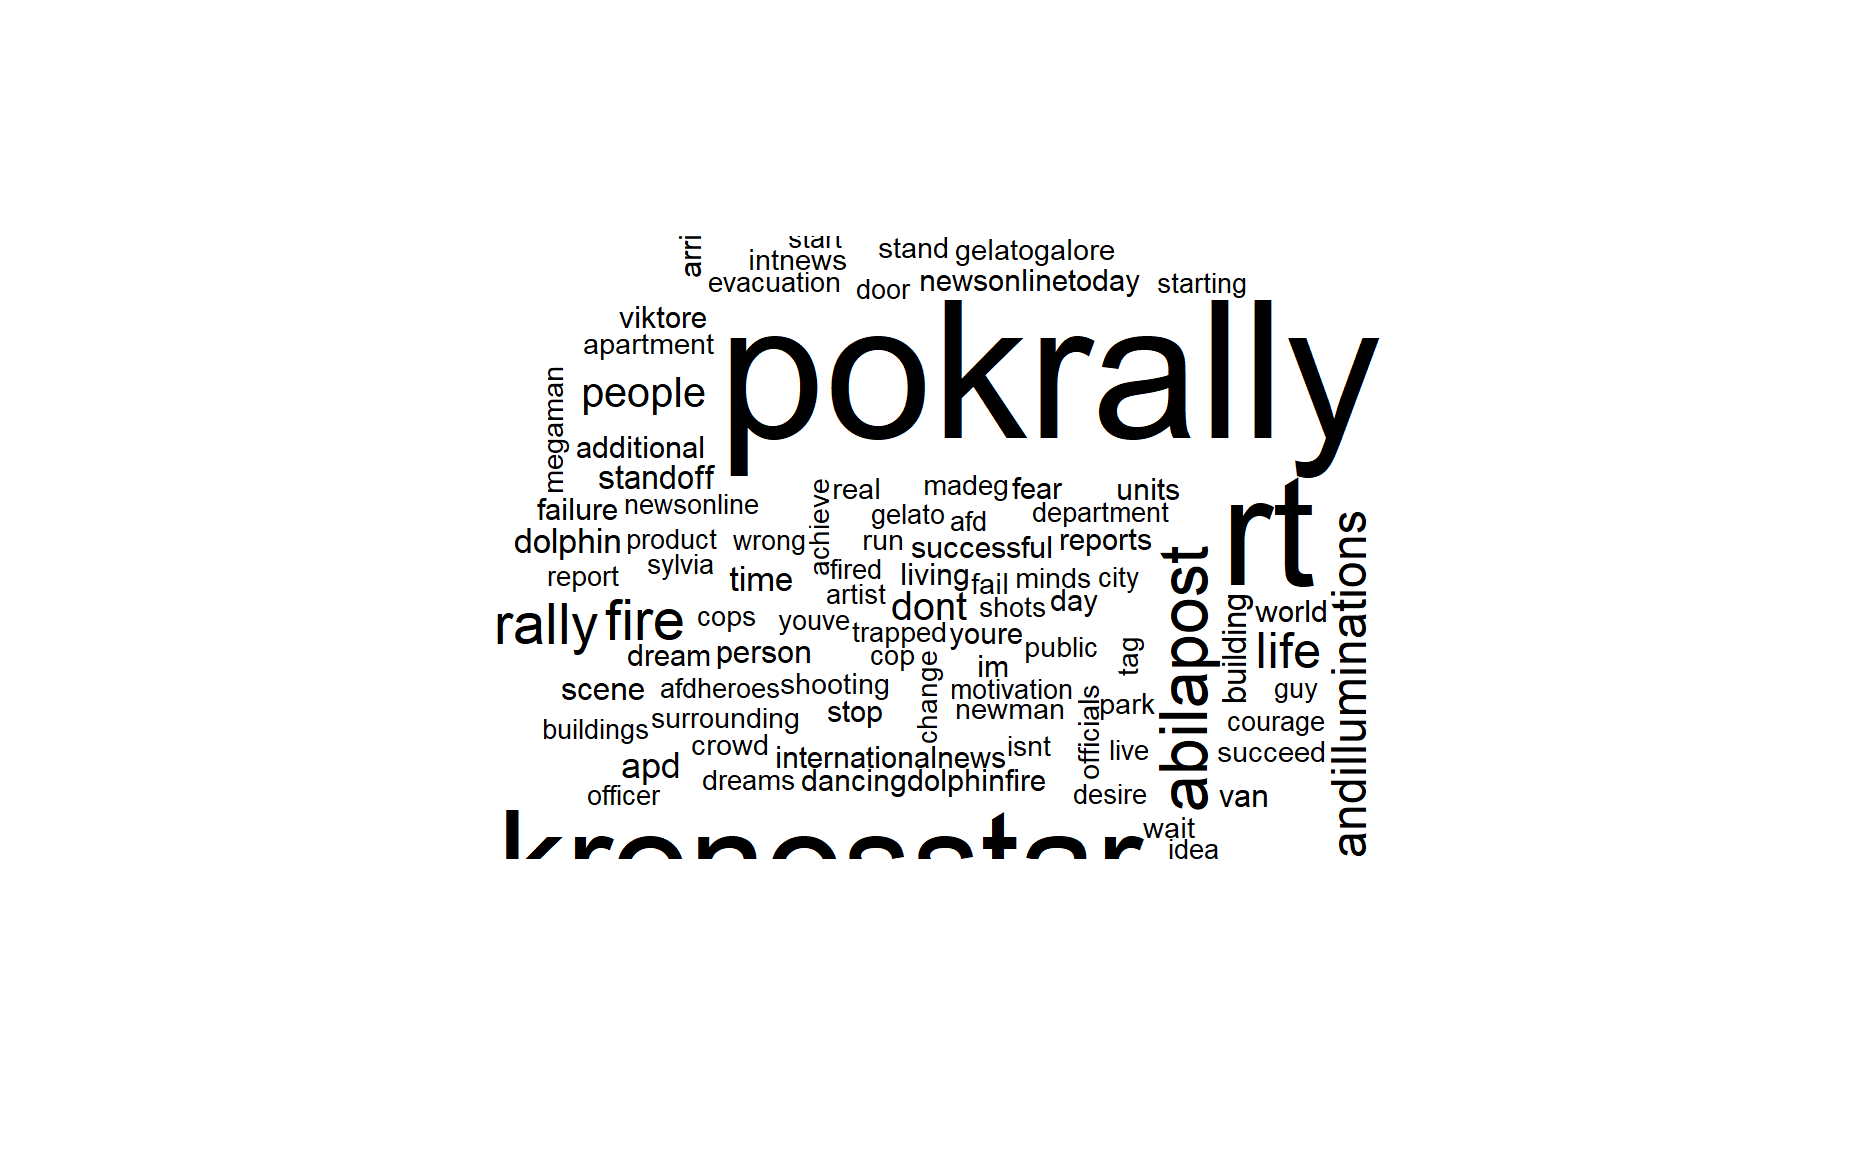 arri
start
stand gelatogalore
intnews
evacuation door newsonlinetoday starting
viktore
apartment
pokrally
people
megaman
additional
standoff
achieve real madeg fear units
failure newsonline gelato afd department
rt
dolphin product wrong run successful reports
sylvia
report time fired living fail minds city
abilapost
andilluminations
artist dont shots day
rally fire cops youve trapped youre
building world
life
dream person cop im public tag
scene afdheroes shooting change motivation officials guy
buildings surrounding stop newman park courage
crowd internationalnews isnt live succeed
apd dreams dancingdolphinfire
officer desire van
kronosstar wait
idea